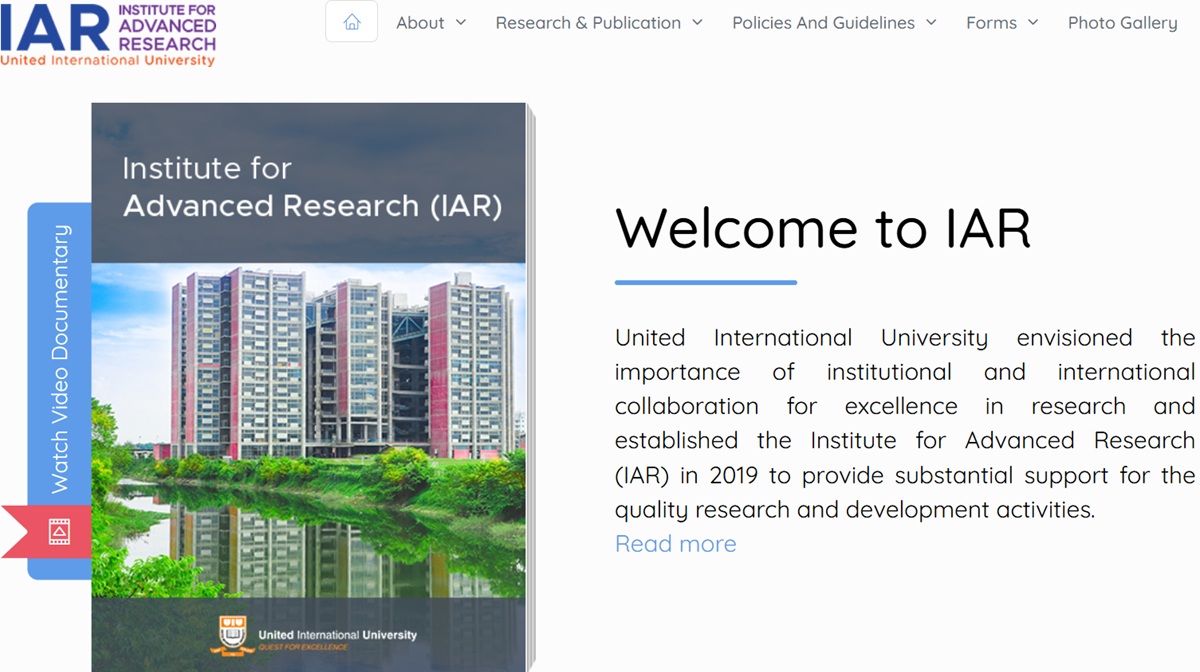 IAR INSTITUTE FOR
ADVANCED
RESEARCH
United International University
About
Research & Publication
Policies And Guidelines
Forms
Photo Gallery
Watch Video Documentary
Institute for
Advanced Research (IAR)
United International University
QUEST FOR EXCELLENCE
Welcome to IAR
United International University envisioned the
importance of institutional and international
collaboration for excellence in research and
established the Institute for Advanced Research
(IAR) in 2019 to provide substantial support for the
quality research and development activities.
Read more